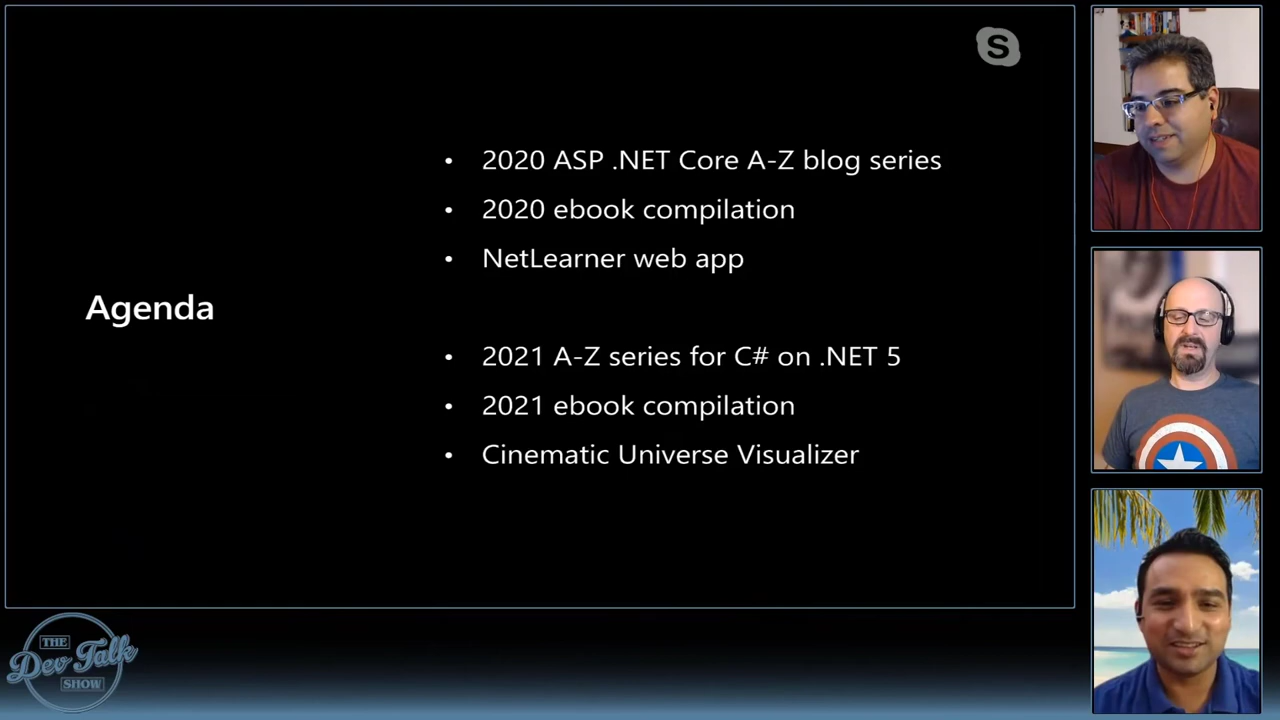 S
2020 ASP .NET Core A-Z blog series
2020 ebook compilation
NetLearner web app
Agenda
2021 A-Z series for C# on .NET 5
2021 ebook compilation
Cinematic Universe Visualizer
THE
Dev Talk
SHOW